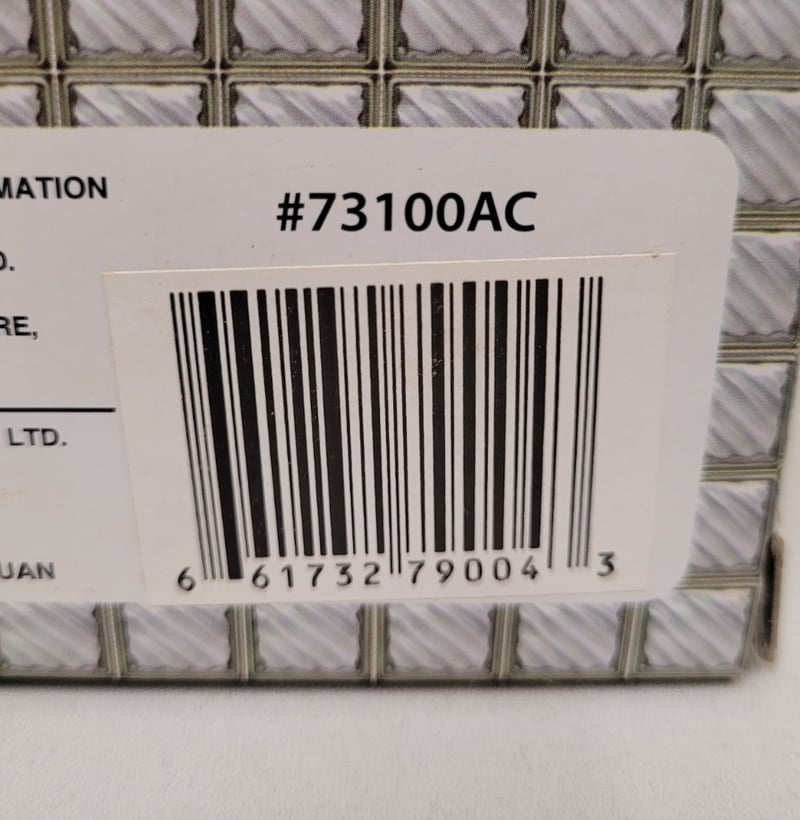 MATION
#73100AC
D.
RE,
LTD.
UAN
6 61732 79004 3